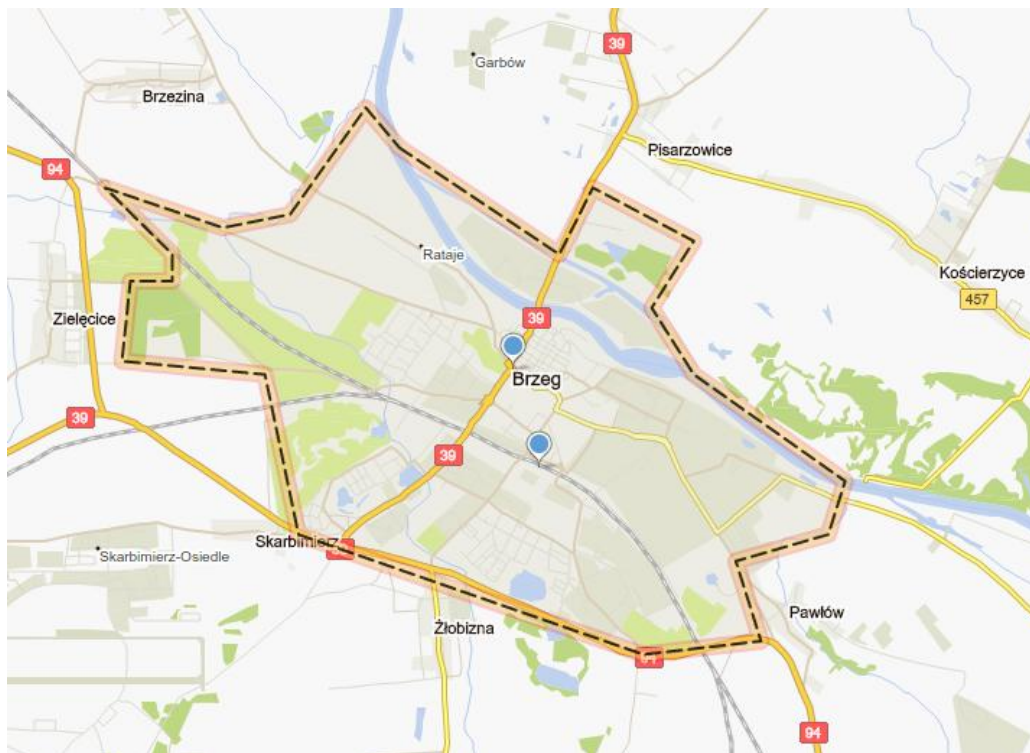 39
Garbów
Brzezina
Pisarzowice
94
Rataje
Kościerzyce
457
Zielęcice
39
Brzeg
39
39
Skarbimierz
94
Skarbimierz-Osiedle
Pawłów
Żłobizna
94
94